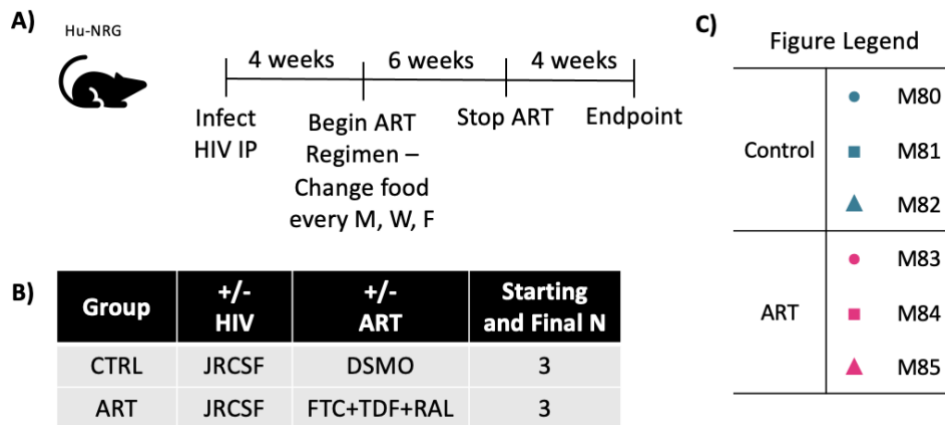 A)
Hu-NRG
4 weeks 6 weeks 4 weeks
Infect
HIV IP
Begin ART
Regimen –
Change food
every M, W, F
Stop ART
Endpoint
B)
Group +/- HIV +/- ART Starting and Final N
CTRL JRCSF DSMO 3
ART JRCSF FTC+TDF+RAL 3
C)
Figure Legend
Control
M80
M81
M82
ART
M83
M84
M85